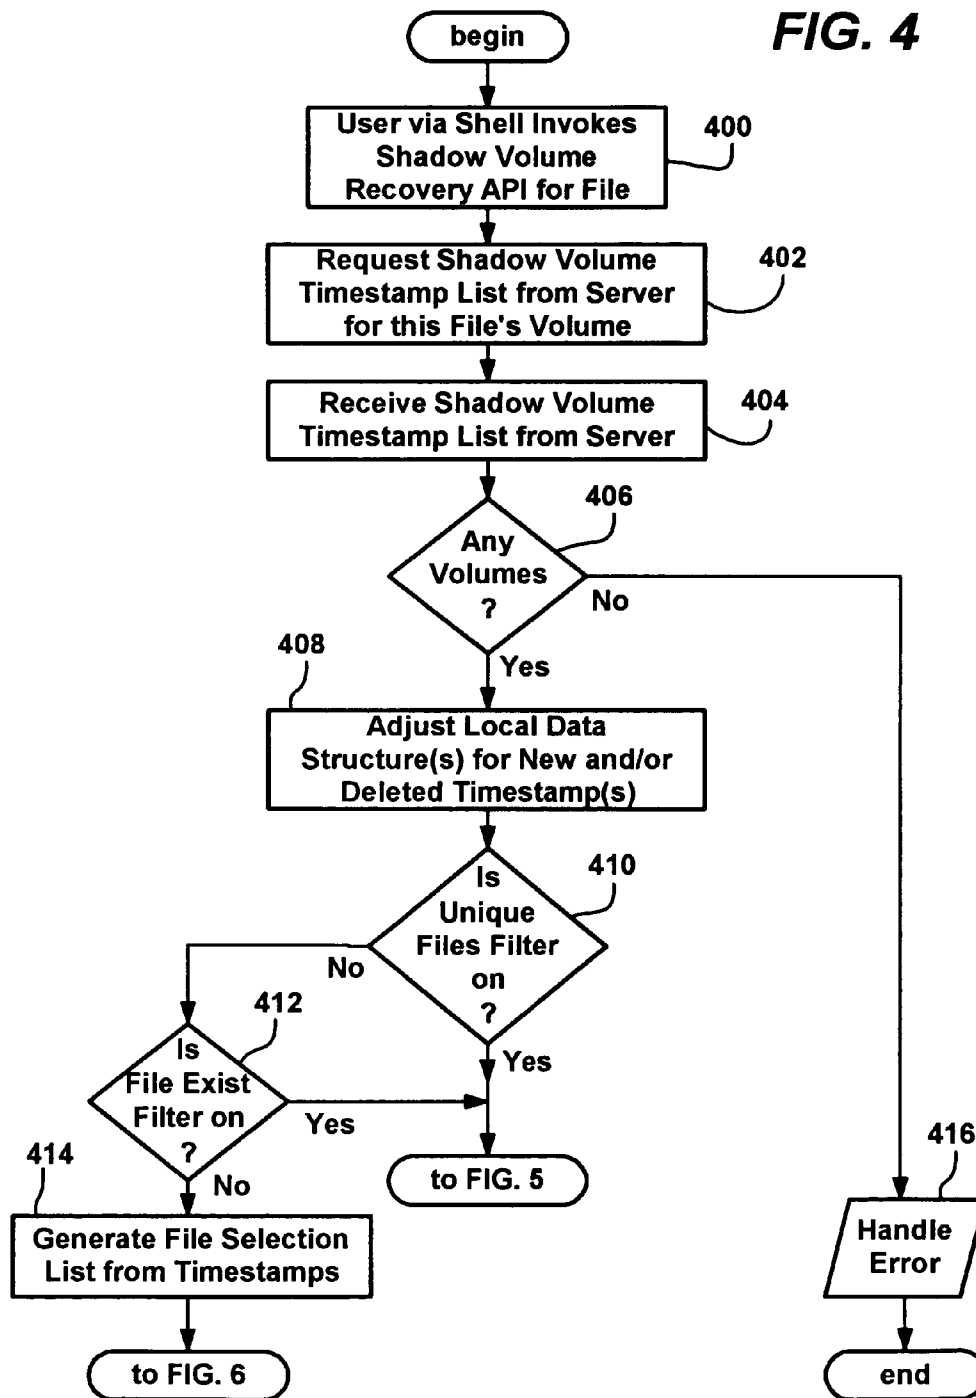 FIG. 4
begin
User via Shell Invokes
Shadow Volume
Recovery API for File
400
Request Shadow Volume
Timestamp List from Server
for this File's Volume
402
Receive Shadow Volume
Timestamp List from Server
404
Any
Volumes
?
406
No
Yes
408
Adjust Local Data
Structure(s) for New and/or
Deleted Timestamp(s)
Is
Unique
Files Filter
on
?
410
No
Yes
412
Is
File Exist
Filter on
?
Yes
No
to FIG. 5
414
Generate File Selection
List from Timestamps
to FIG. 6
416
Handle
Error
end